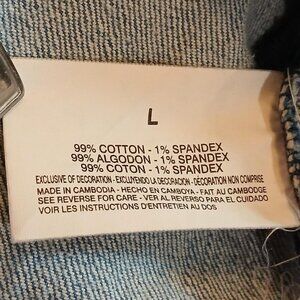 L
99% COTTON - 1% SPANDEX
99% ALGODON - 1% SPANDEX
99% COTON - 1% SPANDEX
EXCLUSIVE OF DECORATION - EXCLUYENDO LA DECORACION - DÉCORATION NON COMPRISE
MADE IN CAMBODIA - HECHO EN CAMBOYA - FAIT AU CAMBODGE
SEE REVERSE FOR CARE - VER AL REVERSO PARA EL CUIDADO
VOIR LES INSTRUCTIONS D'ENTRETIEN AU DOS